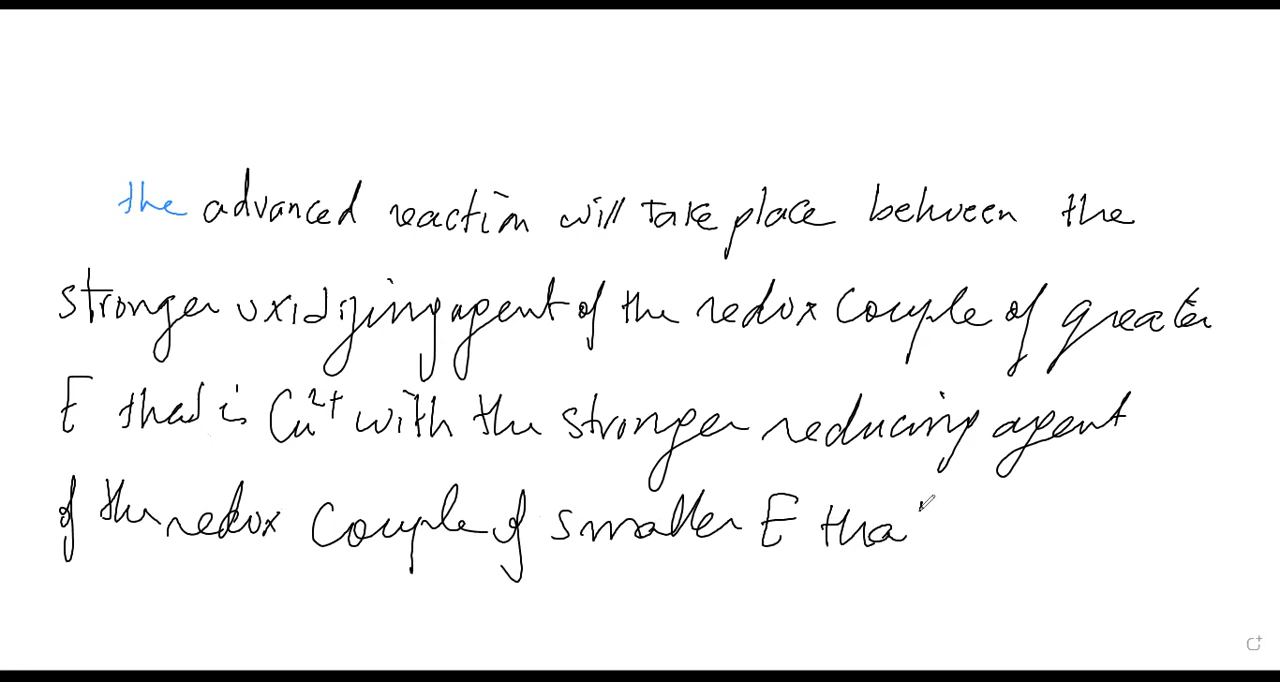 the advanced reaction will take place between the
stronger oxidizing agent of the redox couple of greater
E that is Cu²⁺ with the stronger reducing agent
of the redox couple of smaller E tha